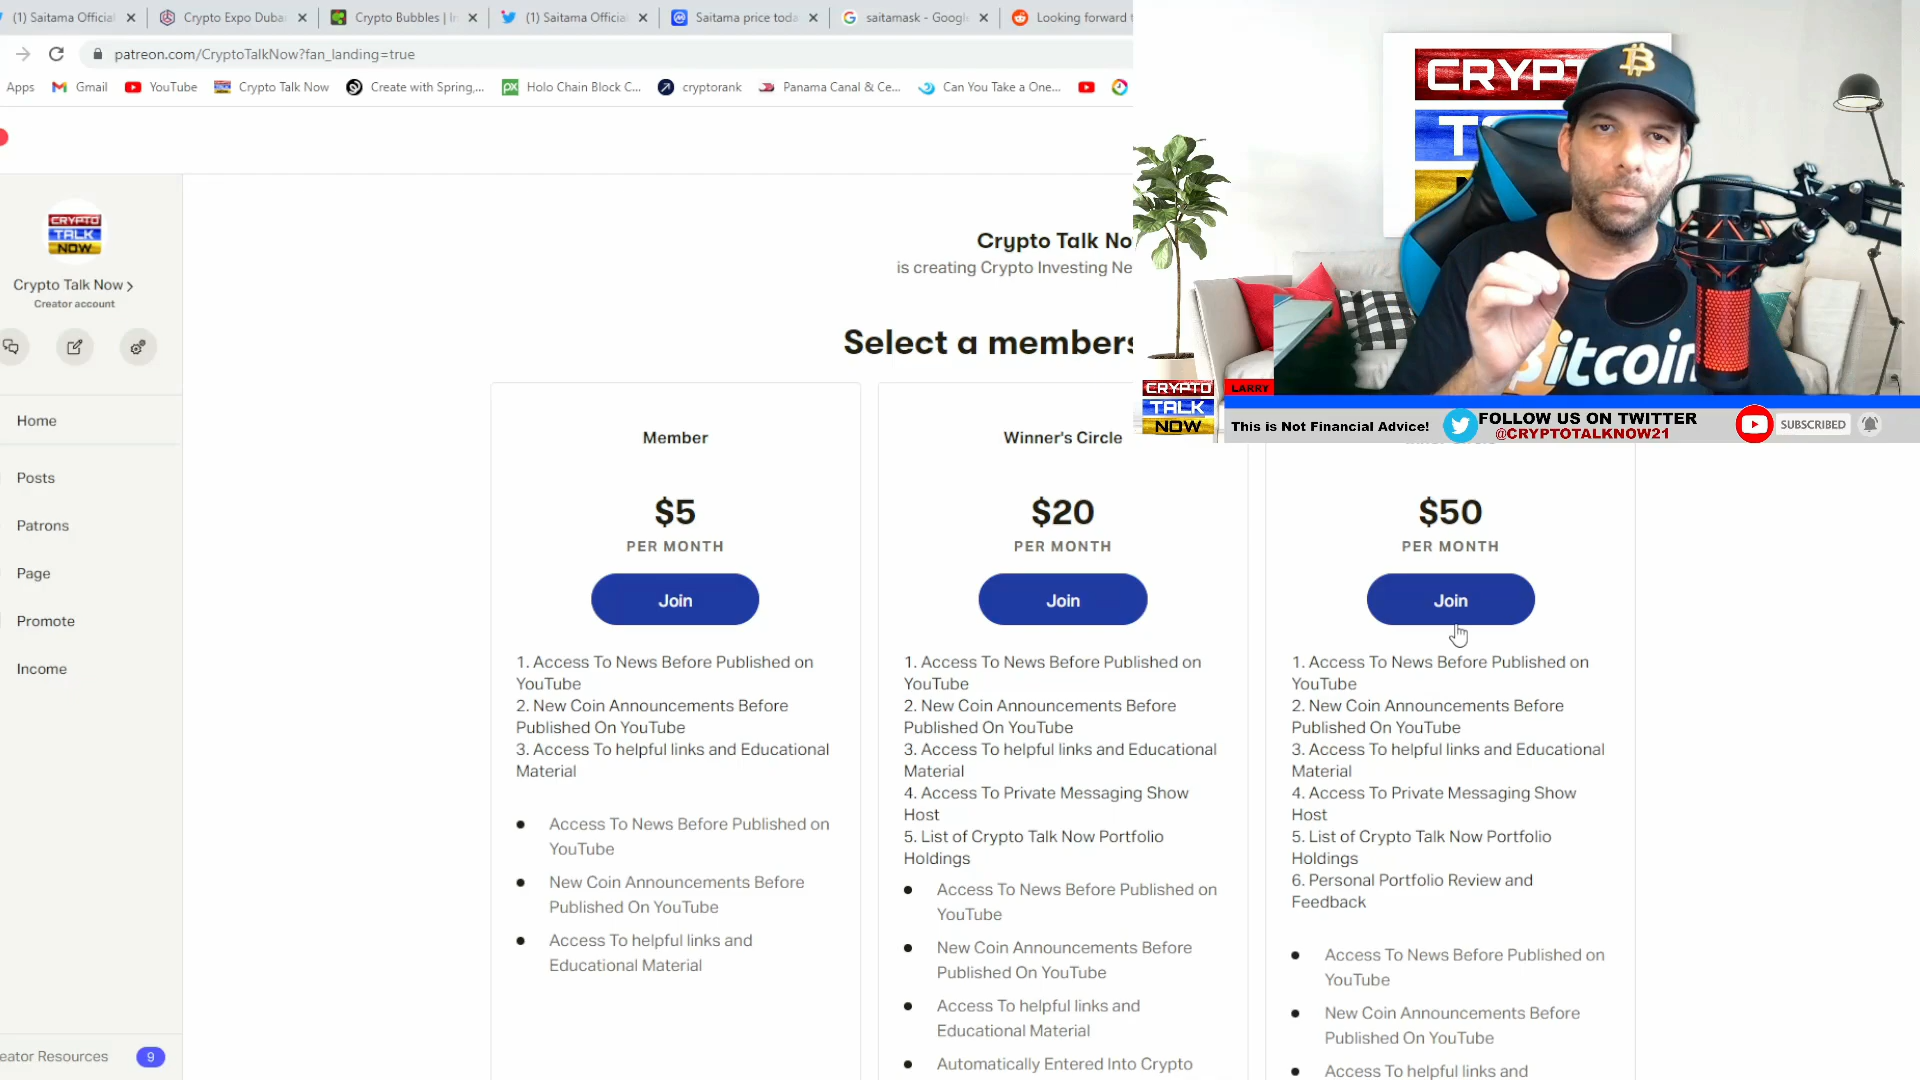 (1) Saitama Official
Crypto Expo Duba
Crypto Bubbles | In
(1) Saitama Official
Saitama price toda
saitamask - Google
Looking forward t
patreon.com/CryptoTalkNow?fan_landing=true
Apps
Gmail
YouTube
Crypto Talk Now
Create with Spring,...
Holo Chain Block C...
cryptorank
Panama Canal & Ce...
Can You Take a One...
CRYPTO
TALK
NOW
Crypto Talk Now
Creator account
Home
Posts
Patrons
Page
Promote
Income
eator Resources
9
Crypto Talk No
is creating Crypto Investing Ne
Select a members
Member
$5
PER MONTH
Join
1. Access To News Before Published on
YouTube
2. New Coin Announcements Before
Published On YouTube
3. Access To helpful links and Educational
Material
Access To News Before Published on
YouTube
New Coin Announcements Before
Published On YouTube
Access To helpful links and
Educational Material
Winner's Circle
$20
PER MONTH
Join
1. Access To News Before Published on
YouTube
2. New Coin Announcements Before
Published On YouTube
3. Access To helpful links and Educational
Material
4. Access To Private Messaging Show
Host
5. List of Crypto Talk Now Portfolio
Holdings
Access To News Before Published on
YouTube
New Coin Announcements Before
Published On YouTube
Access To helpful links and
Educational Material
Automatically Entered Into Crypto
$50
PER MONTH
Join
1. Access To News Before Published on
YouTube
2. New Coin Announcements Before
Published On YouTube
3. Access To helpful links and Educational
Material
4. Access To Private Messaging Show
Host
5. List of Crypto Talk Now Portfolio
Holdings
6. Personal Portfolio Review and
Feedback
Access To News Before Published on
YouTube
New Coin Announcements Before
Published On YouTube
Access To helpful links and
CRYPT
T
N
itcoin
CRYPTO
TALK
NOW
LARRY
This is Not Financial Advice!
FOLLOW US ON TWITTER
@CRYPTOTALKNOW21
SUBSCRIBED